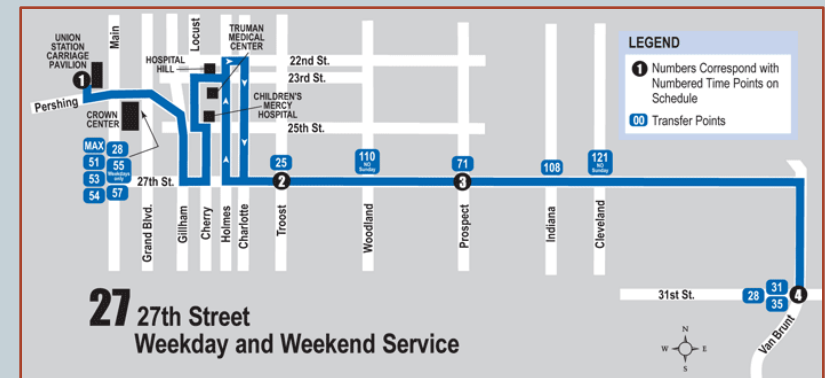 UNION
STATION
CARRIAGE
PAVILION
1
Pershing
Main
Locust
HOSPITAL
HILL
TRUMAN
MEDICAL
CENTER
22nd St.
23rd St.
CHILDREN'S
MERCY
HOSPITAL
25th St.
CROWN
CENTER
MAX
28
51
55
Weekdays
only
53
54
57
27th St.
Grand Blvd.
Gillham
Cherry
Holmes
Charlotte
25
2
Troost
110
NO
Sunday
Woodland
71
3
Prospect
108
Indiana
121
NO
Sunday
Cleveland
31st St.
28
31
35
4
Van Brunt
LEGEND
1 Numbers Correspond with
Numbered Time Points on
Schedule
00 Transfer Points
27 27th Street
Weekday and Weekend Service
N
W
E
S